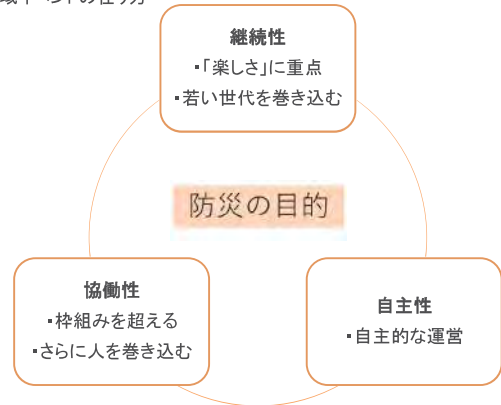 継続性
▪「楽しさ」に重点
▪若い世代を巻き込む
防災の目的
協働性
▪枠組みを超える
▪さらに人を巻き込む
自主性
▪自主的な運営